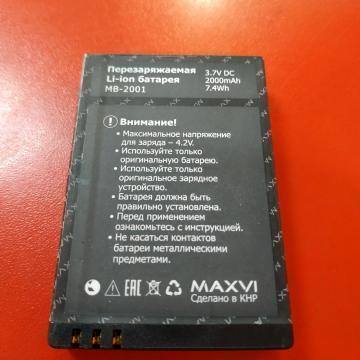 Перезаряжаемая
Li-Ion батарея
MB-2001
3.7V DC
2000mAh
7.4Wh
Внимание!
• Максимальное напряжение
для заряда – 4.2V.
• Используйте только
оригинальную батарею.
• Используйте только
оригинальное зарядное
устройство.
• Батарея должна быть
правильно установлена.
• Перед применением
ознакомьтесь с инструкцией.
• Не касаться контактов
батареи металлическими
предметами.
EAC
MAXVI
Сделано в КНР